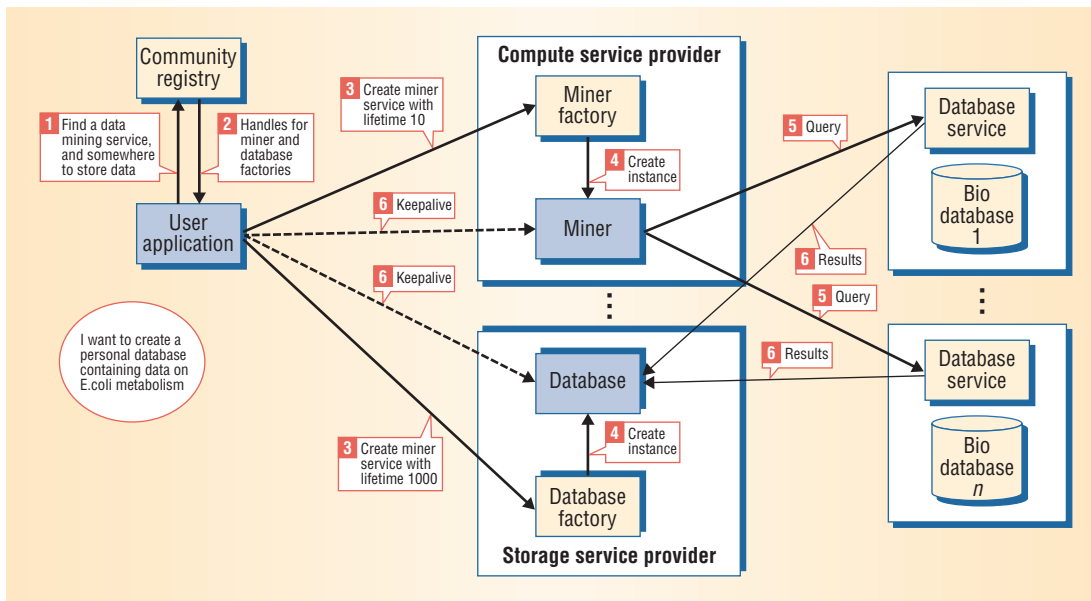 Community
registry
1 Find a data
mining service,
and somewhere
to store data
2 Handles for
miner and
database
factories
User
application
I want to create a
personal database
containing data on
E.coli metabolism
3 Create miner
service with
lifetime 10
6 Keepalive
6 Keepalive
3 Create miner
service with
lifetime 1000
Compute service provider
Miner
factory
4 Create
instance
Miner
Database
4 Create
instance
Database
factory
Storage service provider
5 Query
6 Results
5 Query
6 Results
Database
service
Bio
database
1
Database
service
Bio
database
n